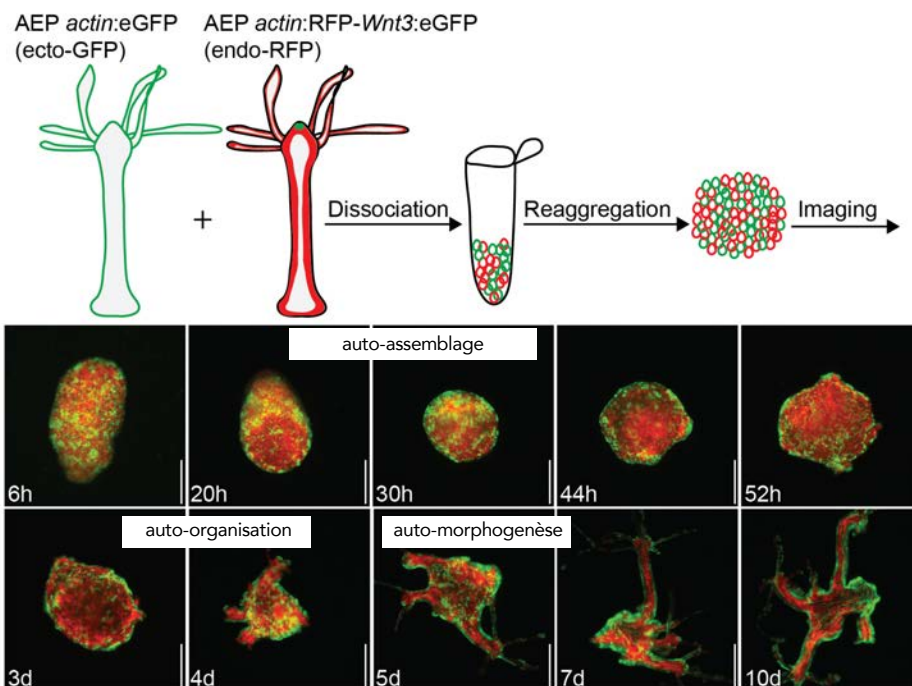 AEP actin:eGFP
(ecto-GFP)
AEP actin:RFP-Wnt3:eGFP
(endo-RFP)
+
Dissociation
Reaggregation
Imaging
auto-assemblage
6h
20h
30h
44h
52h
auto-organisation
auto-morphogenèse
3d
4d
5d
7d
10d